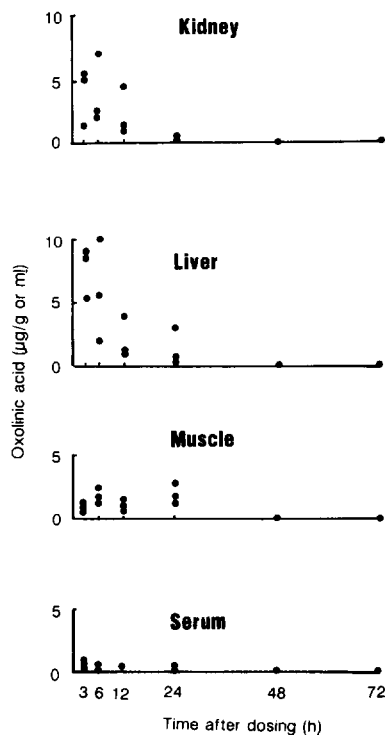 Kidney
10
5
0
Liver
10
5
0
Muscle
5
0
Serum
5
0
3 6 12 24 48 72
Time after dosing (h)
Oxolinic acid (µg/g or ml)